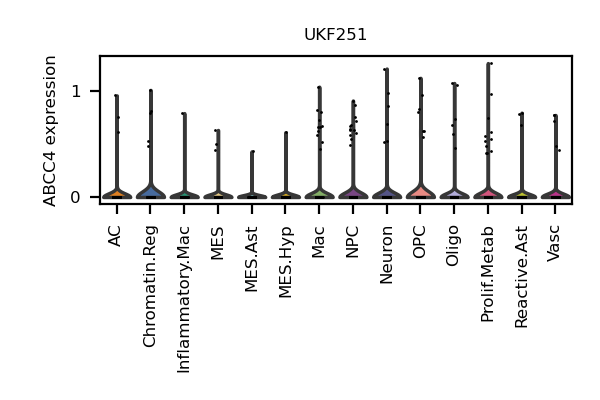 UKF251
ABCC4 expression
1
0
AC
Chromatin.Reg
Inflammatory.Mac
MES
MES.Ast
MES.Hyp
Mac
NPC
Neuron
OPC
Oligo
Prolif.Metab
Reactive.Ast
Vasc